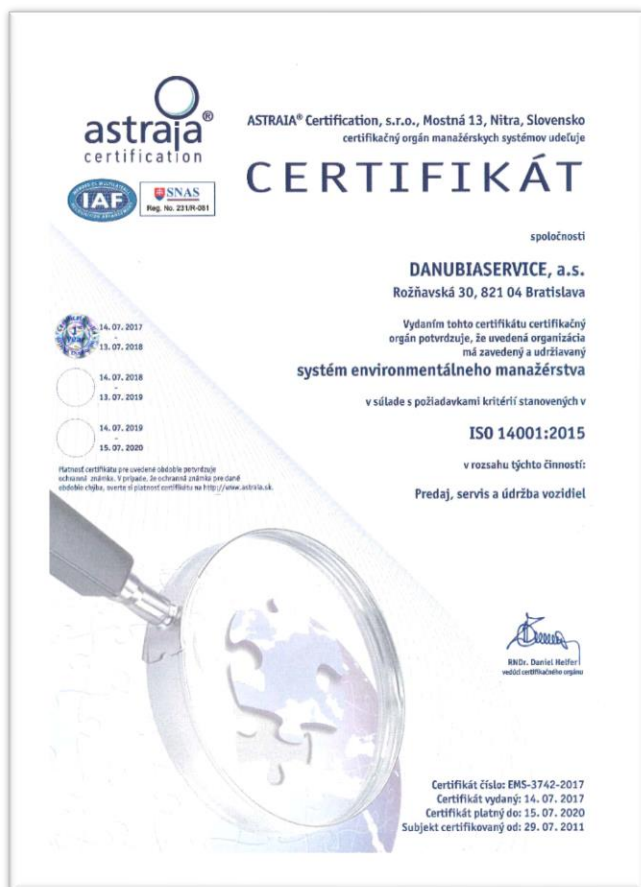 astraia®
certification
IAF
SNAS
Reg. No. 231/R-051
ASTRAIA® Certification, s.r.o., Mostná 13, Nitra, Slovensko
certifikačný orgán manažérskych systémov udeľuje
CERTIFIKÁT
spoločnosti
DANUBIASERVICE, a.s.
Rožňavská 30, 821 04 Bratislava
Vydaním tohto certifikátu certifikačný
orgán potvrdzuje, že uvedená organizácia
má zavedený a udržiavaný
systém environmentálneho manažérstva
v súlade s požiadavkami kritérií stanovených v
ISO 14001:2015
v rozsahu týchto činností:
Predaj, servis a údržba vozidiel
14. 07. 2017
-
13. 07. 2018
14. 07. 2018
-
13. 07. 2019
14. 07. 2019
-
15. 07. 2020
Platnosť certifikátu pre uvedené obdobie potvrdzuje
ochranná známka. V prípade, že ochranná známka pre dané
obdobie chýba, overte si platnosť certifikátu na http://www.astraia.sk.
RNDr. Daniel Helfer
vedúci certifikačného orgánu
Certifikát číslo: EMS-3742-2017
Certifikát vydaný: 14. 07. 2017
Certifikát platný do: 15. 07. 2020
Subjekt certifikovaný od: 29. 07. 2011